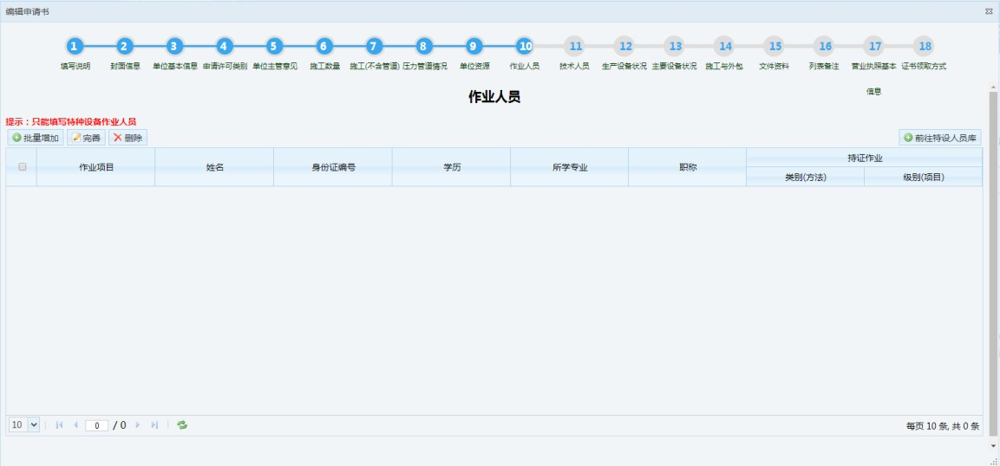 编辑申请书
1 2 3 4 5 6 7 8 9 10 11 12 13 14 15 16 17 18
填写说明 封面信息 单位基本信息 申请许可类别 单位主管意见 施工数量 施工(不含管道) 压力管道情况 单位资源 作业人员 技术人员 生产设备状况 主要设备状况 施工与外包 文件资料 列表备注 营业执照基本 证书领取方式
信息
作业人员
提示：只能填写特种设备作业人员
批量增加 完善 删除 前往特设人员库
作业项目 姓名 身份证编号 学历 所学专业 职称 持证作业
类别(方法) 级别(项目)
10 0 / 0 每页 10 条, 共 0 条